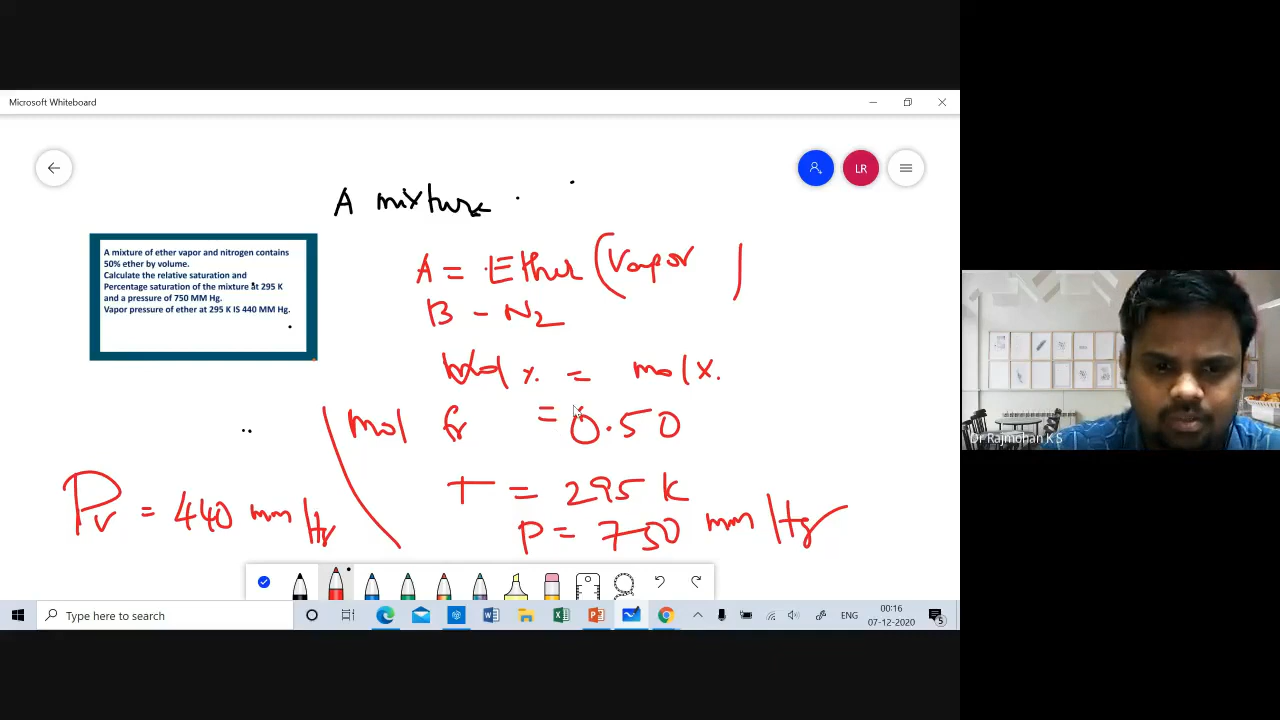 Microsoft Whiteboard
LR
A mixture
A mixture of ether vapor and nitrogen contains
50% ether by volume.
Calculate the relative saturation and
Percentage saturation of the mixture at 295 K
and a pressure of 750 MM Hg.
Vapor pressure of ether at 295 K IS 440 MM Hg.
A = Ether (Vapor )
B - N2
Vol %. = mol %.
mol fr = 0.50
Pv = 440 mm Hg
T = 295 K
P = 750 mm Hg
Dr Rajmohan K S
Type here to search
ENG
00:16
07-12-2020
5